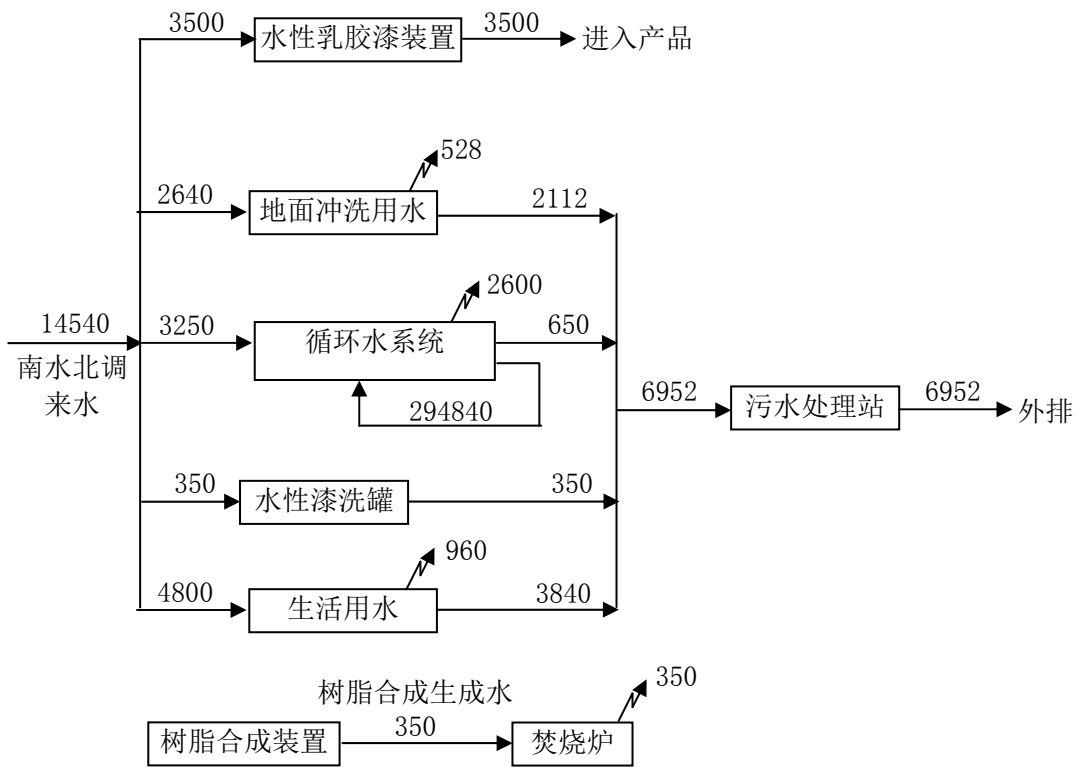 3500
水性乳胶漆装置
3500
进入产品
528
2640
地面冲洗用水
2112
2600
14540
3250
循环水系统
650
南水北调
来水
294840
6952
污水处理站
6952
外排
350
水性漆洗罐
350
960
4800
生活用水
3840
树脂合成生成水
350
树脂合成装置
350
焚烧炉